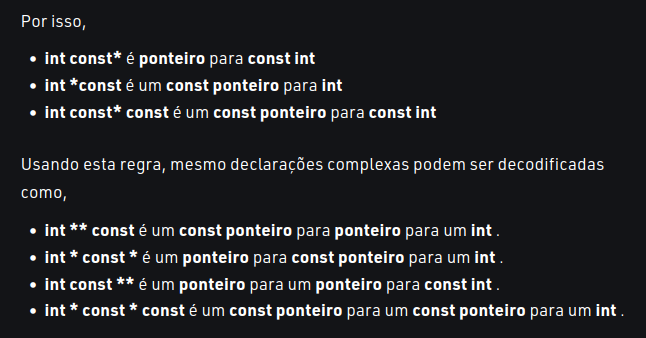 Por isso,
• int const* é ponteiro para const int
• int *const é um const ponteiro para int
• int const* const é um const ponteiro para const int
Usando esta regra, mesmo declarações complexas podem ser decodificadas
como,
• int ** const é um const ponteiro para ponteiro para um int .
• int * const * é um ponteiro para const ponteiro para um int .
• int const ** é um ponteiro para um ponteiro para const int .
• int * const * const é um const ponteiro para um const ponteiro para um int .